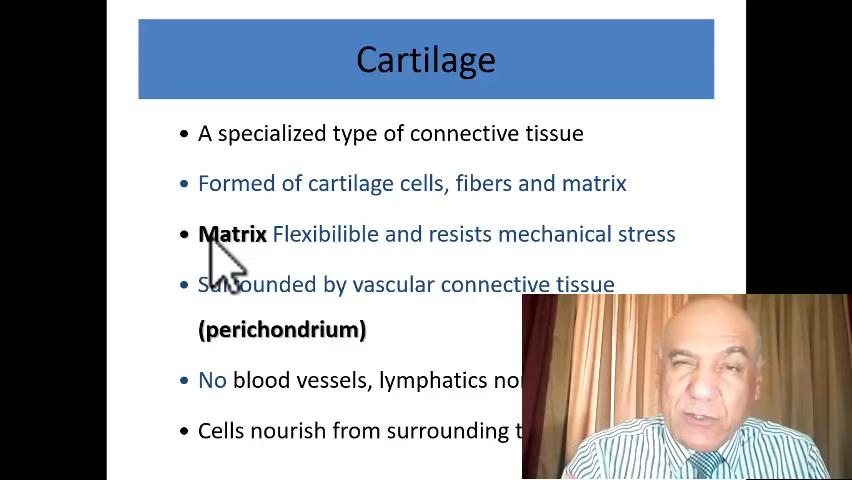 Cartilage
• A specialized type of connective tissue
• Formed of cartilage cells, fibers and matrix
• Matrix Flexibilible and resists mechanical stress
• Surrounded by vascular connective tissue
(perichondrium)
• No blood vessels, lymphatics
• Cells nourish from surrounding